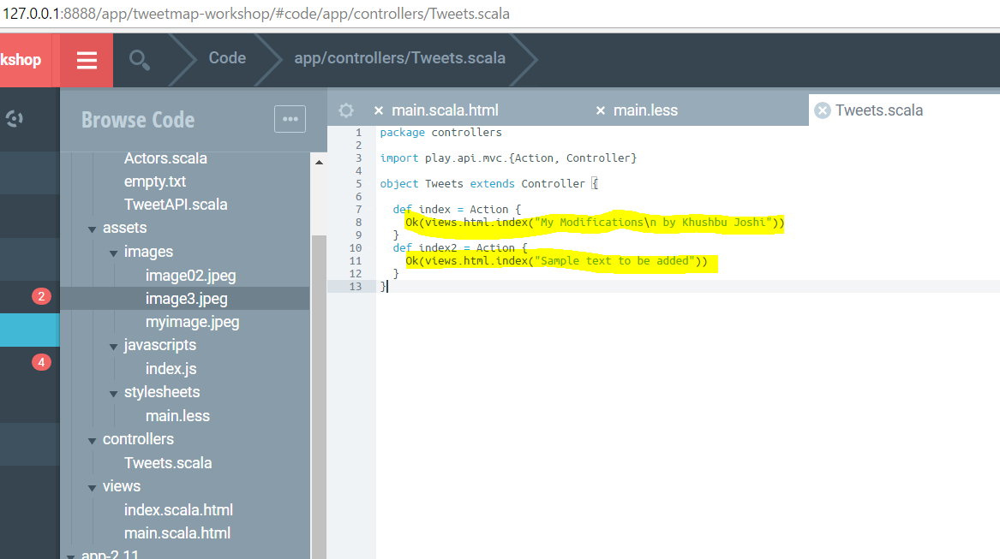 127.0.0.1:8888/app/tweetmap-workshop/#code/app/controllers/Tweets.scala
kshop
Code
app/controllers/Tweets.scala
Browse Code
Actors.scala
empty.txt
TweetAPI.scala
assets
images
image02.jpeg
image3.jpeg
myimage.jpeg
javascripts
index.js
stylesheets
main.less
controllers
Tweets.scala
views
index.scala.html
main.scala.html
app-2.11
2
4
main.scala.html
main.less
Tweets.scala
1 package controllers
2
3 import play.api.mvc.{Action, Controller}
4
5 object Tweets extends Controller {
6
7 def index = Action {
8 Ok(views.html.index("My Modifications\n by Khushbu Joshi"))
9 }
10 def index2 = Action {
11 Ok(views.html.index("Sample text to be added"))
12 }
13 }